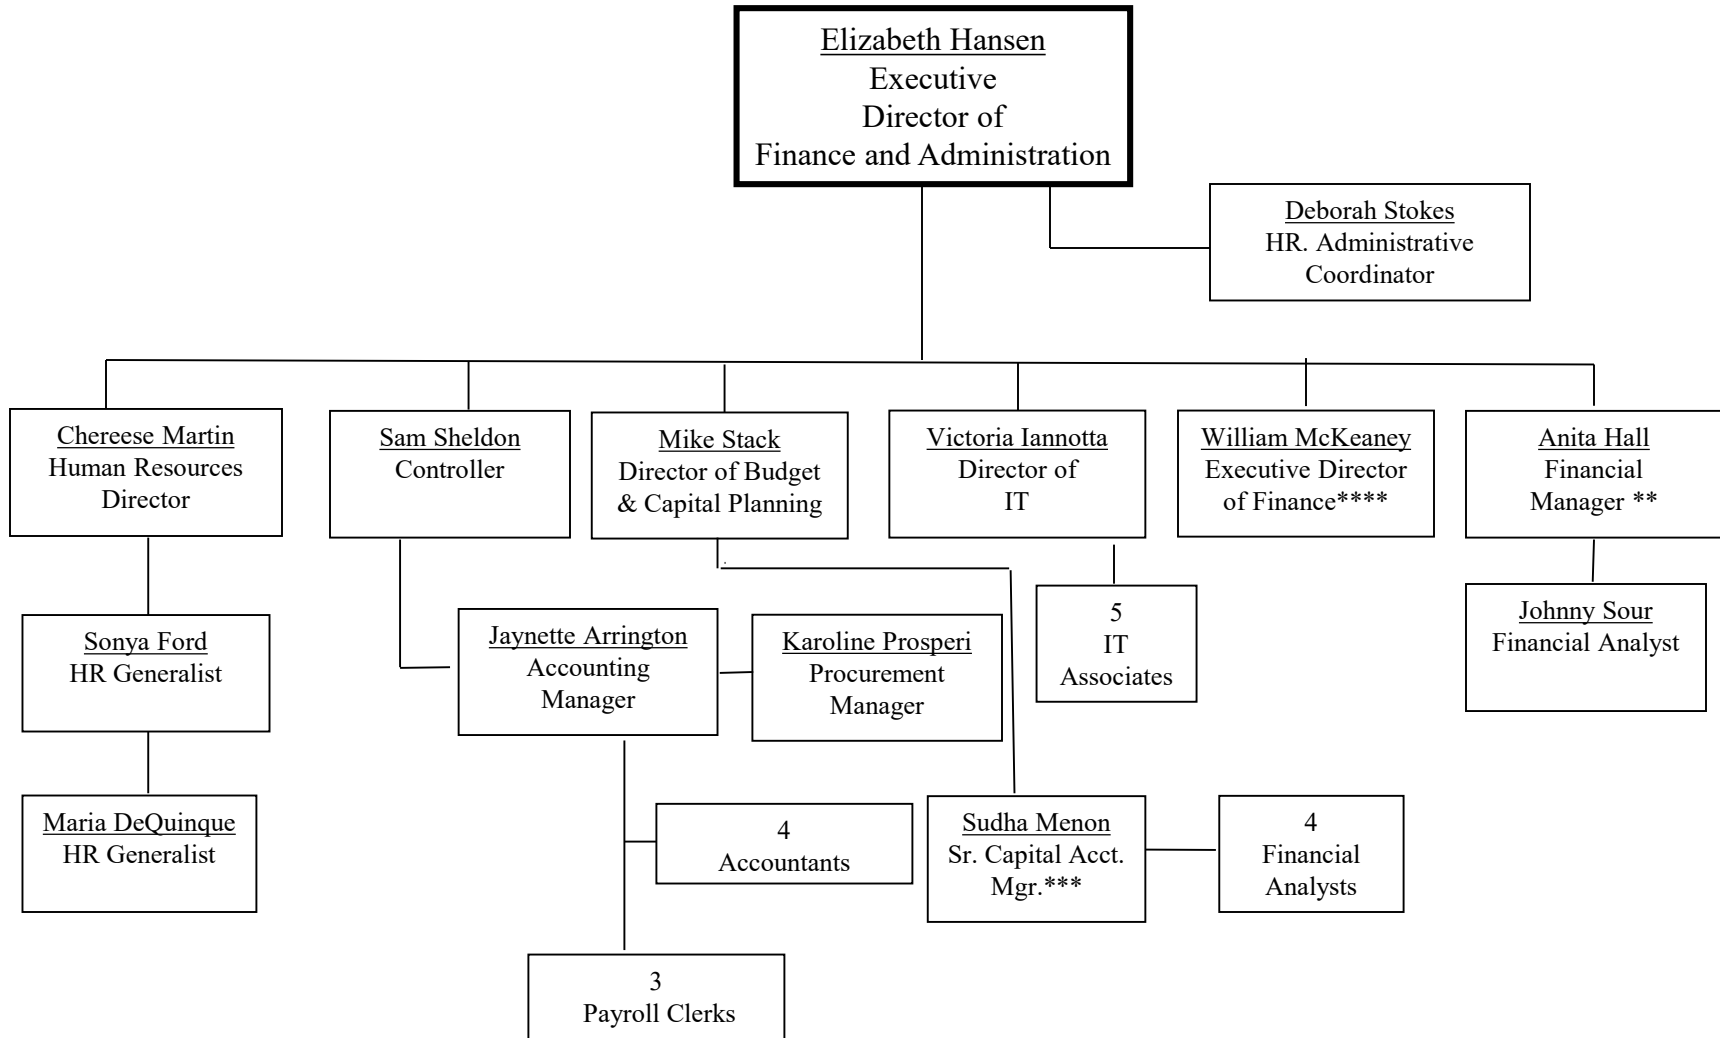 Elizabeth Hansen
Executive
Director of
Finance and Administration
Deborah Stokes
HR. Administrative
Coordinator
Chereese Martin
Human Resources
Director
Sam Sheldon
Controller
Mike Stack
Director of Budget
& Capital Planning
Victoria Iannotta
Director of
IT
William McKeaney
Executive Director
of Finance****
Anita Hall
Financial
Manager **
Sonya Ford
HR Generalist
Jaynette Arrington
Accounting
Manager
Karoline Prosperi
Procurement
Manager
5
IT
Associates
Johnny Sour
Financial Analyst
Maria DeQuinque
HR Generalist
4
Accountants
Sudha Menon
Sr. Capital Acct.
Mgr.***
4
Financial
Analysts
3
Payroll Clerks